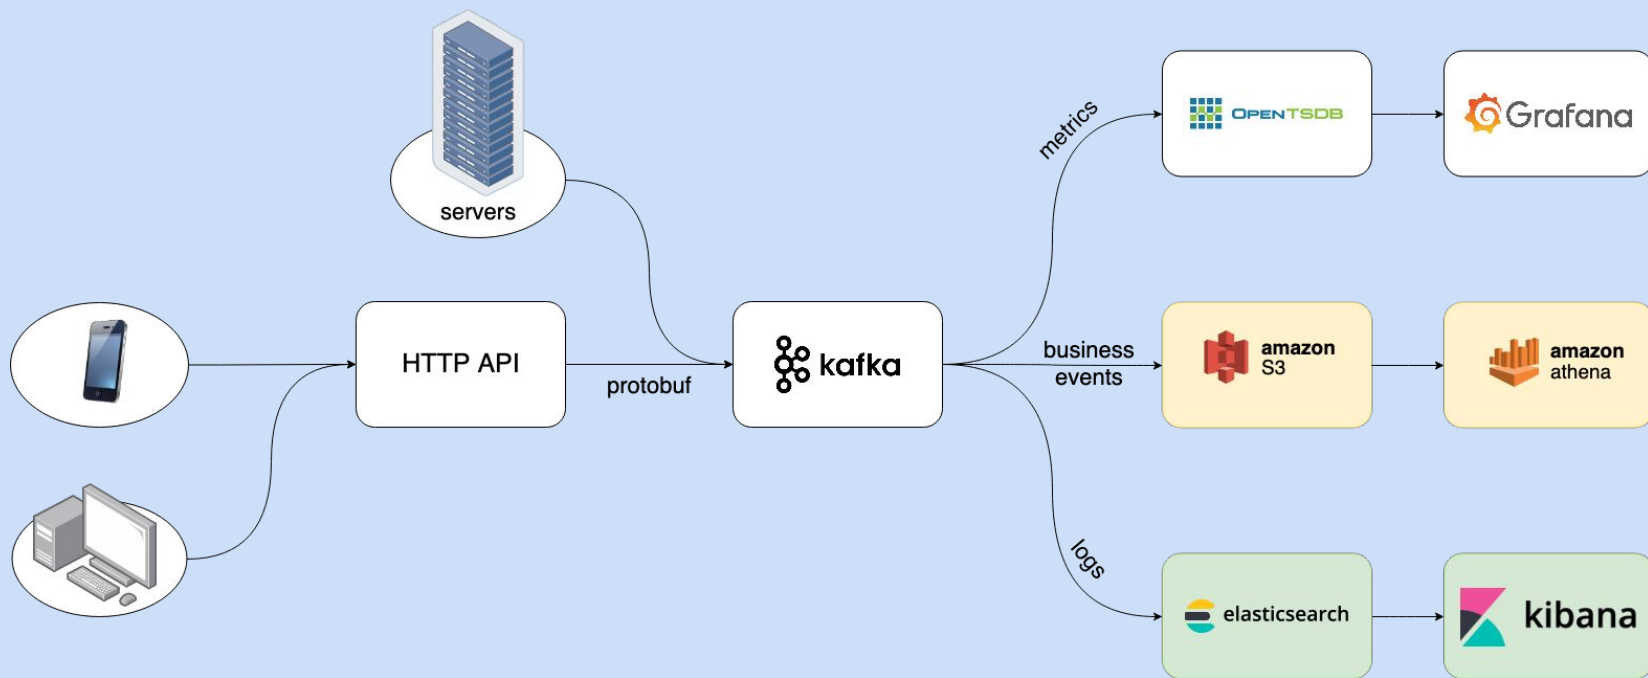 servers
HTTP API
protobuf
kafka
metrics
OPENTSDB
Grafana
business
events
amazon
S3
amazon
athena
logs
elasticsearch
kibana